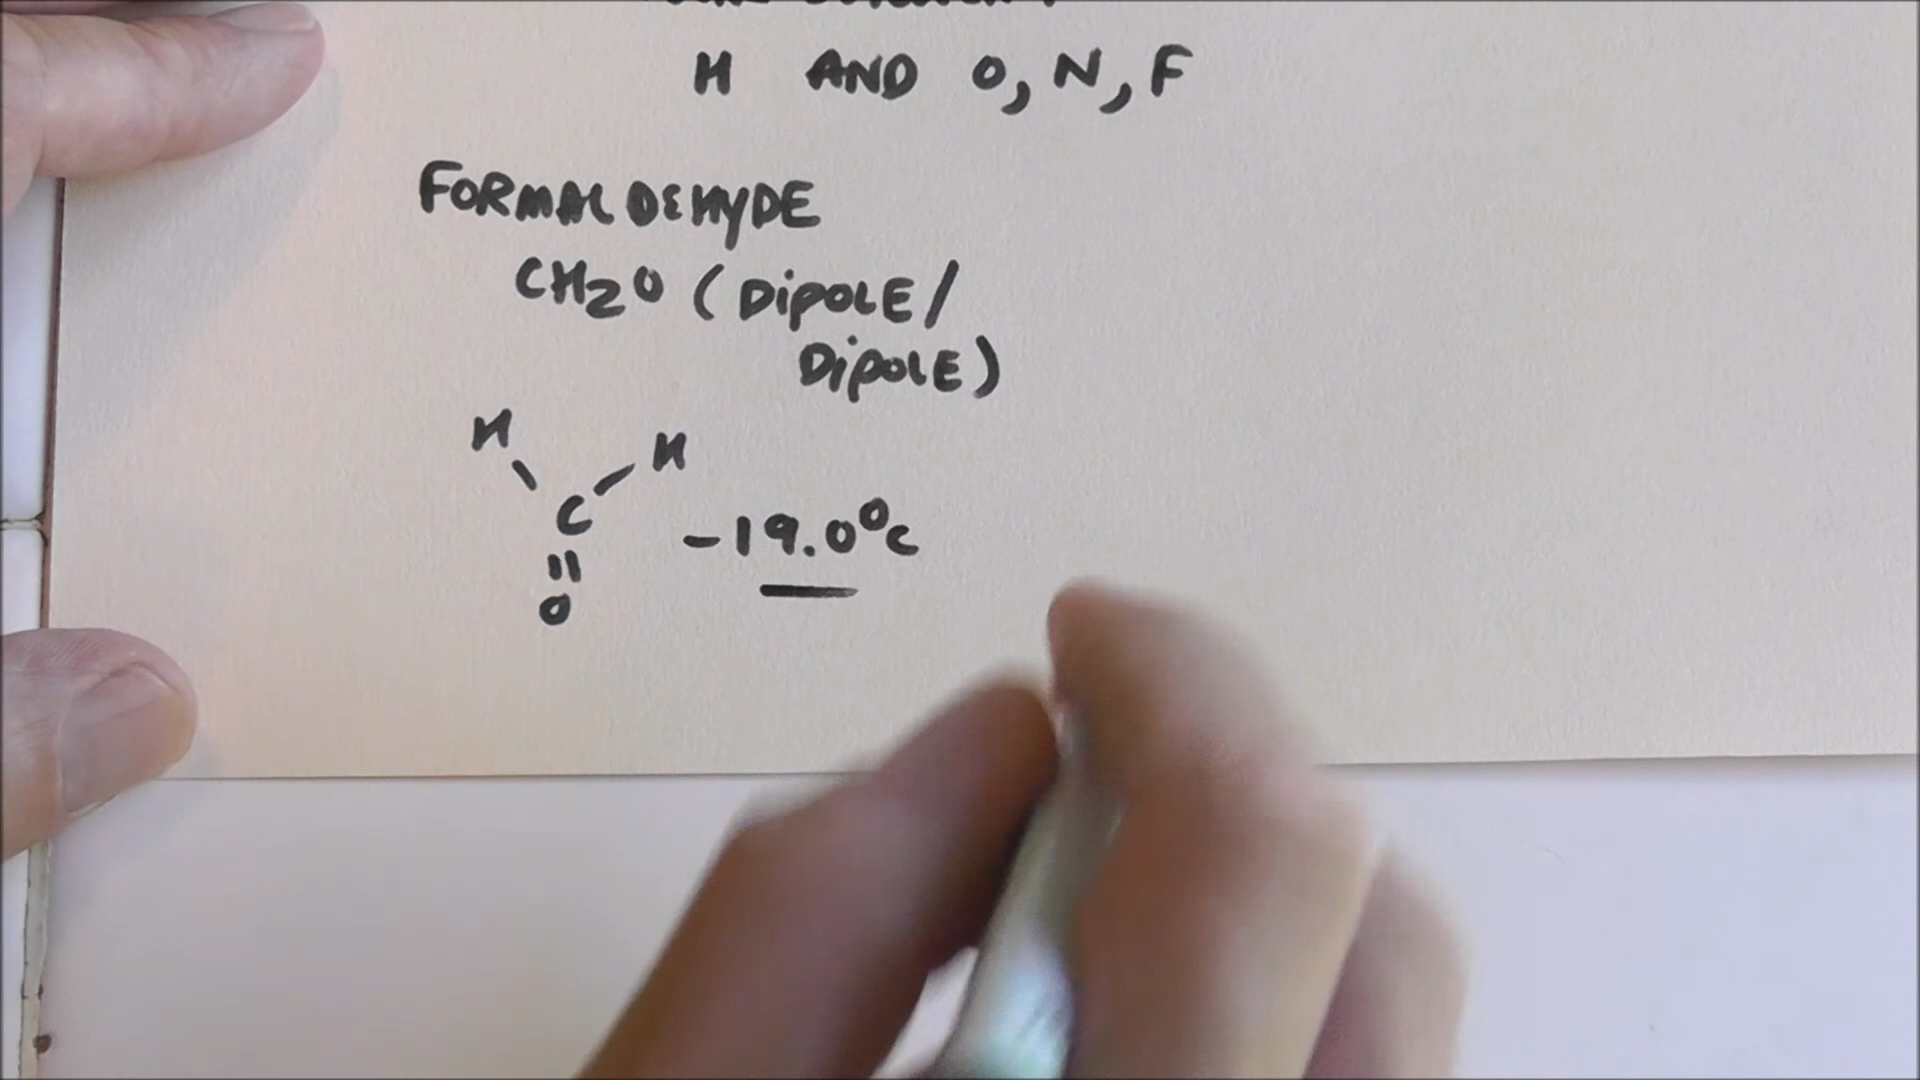 H AND O, N, F
FORMALDEHYDE
CH2O (DIPOLE/
DIPOLE)
H H
C
-19.0°C
O